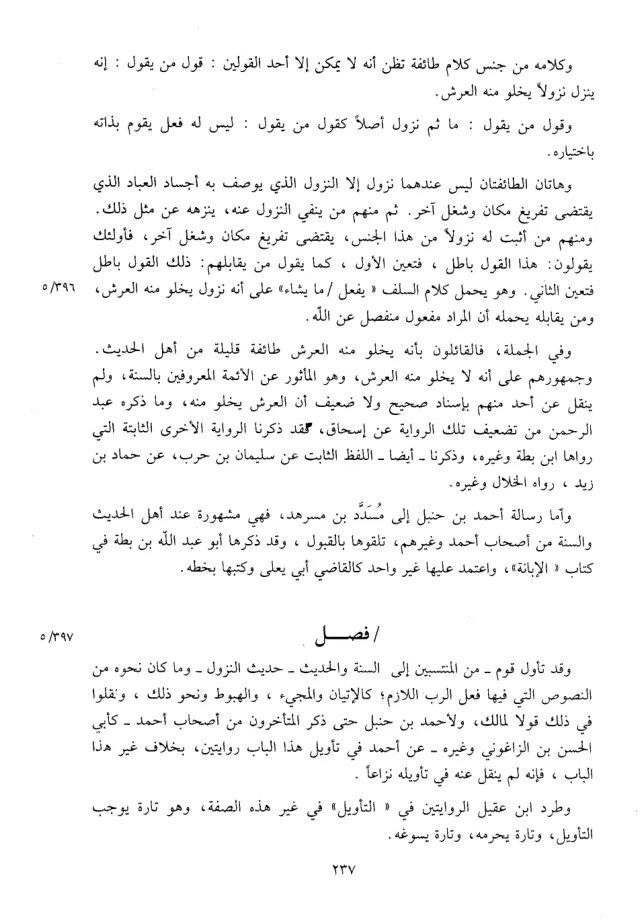 وكلامه من جنس كلام طائفة تظن أنه لا يمكن إلا أحد القولين : قول من يقول : إنه
ينزل نزولاً يخلو منه العرش.
وقول من يقول : ما ثم نزول أصلاً كقول من يقول : ليس له فعل يقوم بذاته
باختياره.
وهاتان الطائفتان ليس عندهما نزول إلا النزول الذي يوصف به أجساد العباد الذي
يقتضى تفريغ مكان وشغل آخر. ثم منهم من ينفي النزول عنه، ينزهه عن مثل ذلك.
ومنهم من أثبت له نزولاً من هذا الجنس، يقتضى تفريغ مكان وشغل آخر، فأولئك
يقولون: هذا القول باطل ، فتعين الأول ، كما يقول من يقابلهم: ذلك القول باطل
فتعين الثاني. وهو يحمل كلام السلف « يفعل / ما يشاء» على أنه نزول يخلو منه العرش،
٥/٣٩٦
ومن يقابله يحمله أن المراد مفعول منفصل عن الله.
وفي الجملة، فالقائلون بأنه يخلو منه العرش طائفة قليلة من أهل الحديث.
وجمهورهم على أنه لا يخلو منه العرش، وهو المأثور عن الأئمة المعروفين بالسنة، ولم
ينقل عن أحد منهم بإسناد صحيح ولا ضعيف أن العرش يخلو منه، وما ذكره عبد
الرحمن من تضعيف تلك الرواية عن إسحاق، فقد ذكرنا الرواية الأخرى الثابتة التي
رواها ابن بطة وغيره، وذكرنا ـ أيضا ـ اللفظ الثابت عن سليمان بن حرب، عن حماد بن
زيد ، رواه الخلال وغيره.
وأما رسالة أحمد بن حنبل إلى مُسَدَّد بن مسرهد، فهي مشهورة عند أهل الحديث
والسنة من أصحاب أحمد وغيرهم، تلقوها بالقبول ، وقد ذكرها أبو عبد الله بن بطة في
كتاب « الإبانة»، واعتمد عليها غير واحد كالقاضي أبي يعلى وكتبها بخطه.
/ فصــل
٥/٣٩٧
وقد تأول قوم ـ من المنتسبين إلى السنة والحديث ـ حديث النزول ـ وما كان نحوه من
النصوص التي فيها فعل الرب اللازم؛ كالإتيان والمجيء ، والهبوط ونحو ذلك ، ونقلوا
في ذلك قولا لمالك، ولأحمد بن حنبل حتى ذكر المتأخرون من أصحاب أحمد ـ كأبي
الحسن بن الزاغوني وغيره ـ عن أحمد في تأويل هذا الباب روايتين، بخلاف غير هذا
الباب ، فإنه لم ينقل عنه في تأويله نزاعاً .
وطرد ابن عقيل الروايتين في « التأويل» في غير هذه الصفة، وهو تارة يوجب
التأويل، وتارة يحرمه، وتارة يسوغه.
٢٣٧